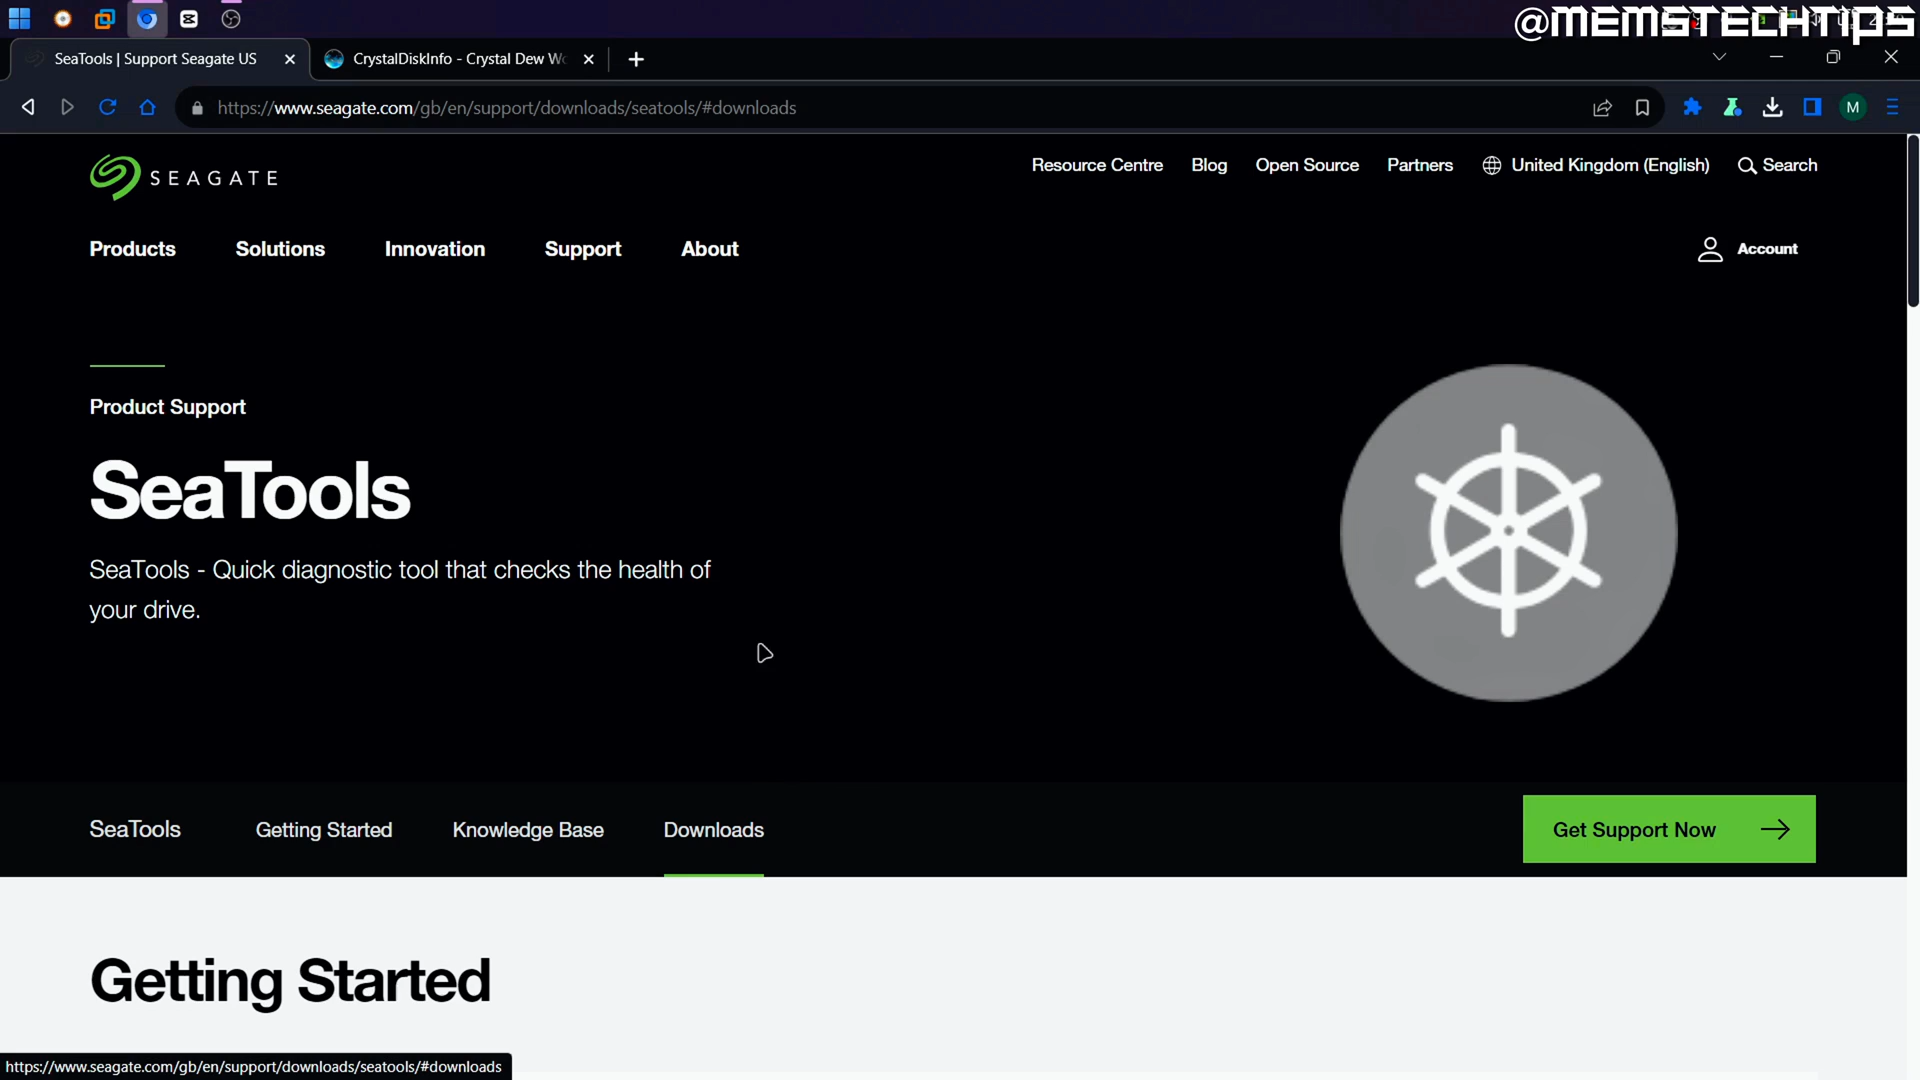 @MEMSTECHTIPS
SeaTools | Support Seagate US
CrystalDiskInfo - Crystal Dew Wo
https://www.seagate.com/gb/en/support/downloads/seatools/#downloads
M
SEAGATE
Resource Centre
Blog
Open Source
Partners
United Kingdom (English)
Search
Products
Solutions
Innovation
Support
About
Account
Product Support
SeaTools
SeaTools - Quick diagnostic tool that checks the health of
your drive.
SeaTools
Getting Started
Knowledge Base
Downloads
Get Support Now
Getting Started
https://www.seagate.com/gb/en/support/downloads/seatools/#downloads